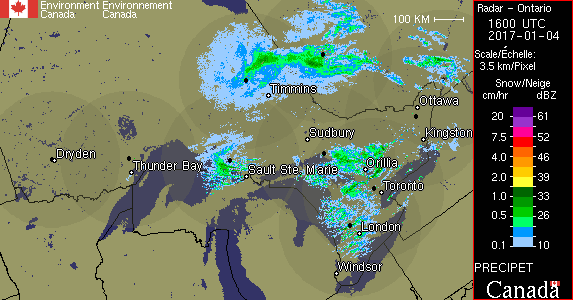 Environment Environnement
Canada Canada
100 KM
Radar - Ontario
1600 UTC
2017-01-04
Scale/Échelle:
3.5 km/Pixel
Snow/Neige
cm/hr dBZ
20 61
7.5 52
4.0 46
2.0 39
1.0 33
0.5 26
0.1 10
PRECIPET
Canada
Timmins
Ottawa
Sudbury
Kingston
Dryden
Thunder Bay
Sault Ste. Marie
Orillia
Toronto
London
Windsor